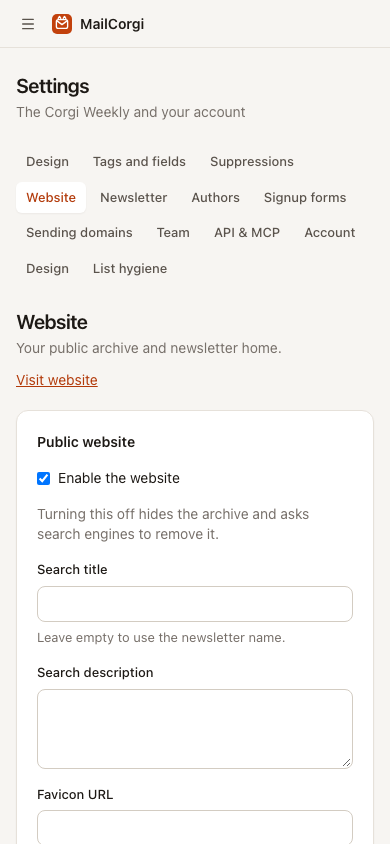 MailCorgi
Settings
The Corgi Weekly and your account
Design Tags and fields Suppressions
Website Newsletter Authors Signup forms
Sending domains Team API & MCP Account
Design List hygiene
Website
Your public archive and newsletter home.
Visit website
Public website
Enable the website
Turning this off hides the archive and asks
search engines to remove it.
Search title
Leave empty to use the newsletter name.
Search description
Favicon URL